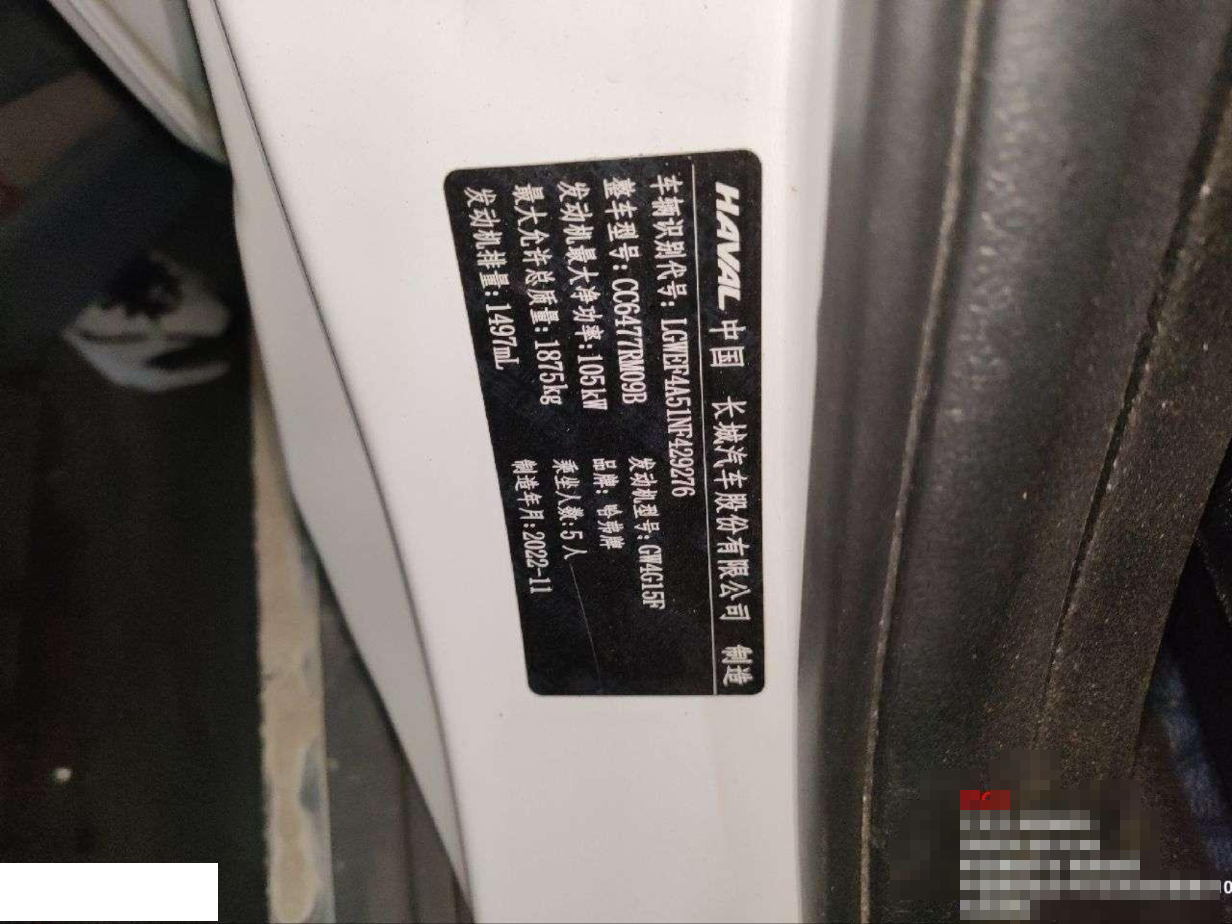 HAVAL 中国 长城汽车股份有限公司 制造
车辆识别代号：LGWEF4A51NF429276
整车型号：CC6477RM09B 发动机型号：GW4G15F
发动机最大净功率：105kW 品牌：哈弗牌
最大允许总质量：1875kg 乘坐人数：5人
发动机排量：1497mL 制造年月：2022-11